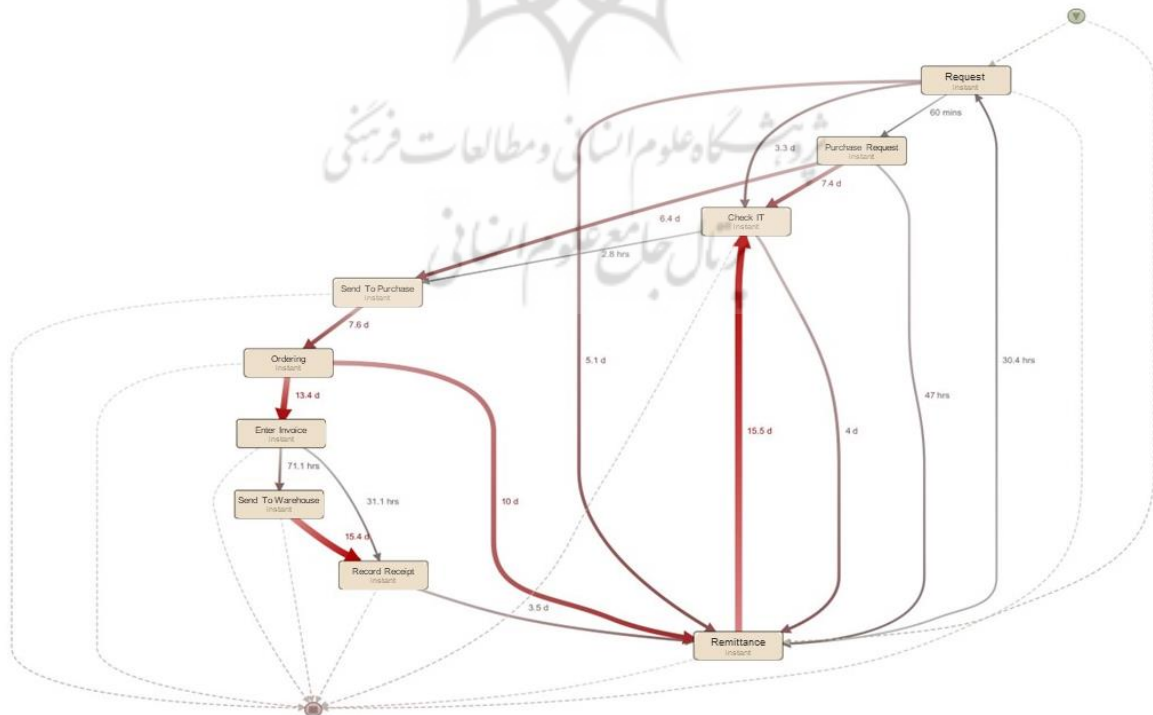 Request
Instant
60 mins
پژوهشگاه علوم انسانی و مطالعات فرهنگی
3.3 d
Purchase Request
Instant
7.4 d
6.4 d
Check IT
Instant
پرتال جامع علوم انسانی
2.8 hrs
Send To Purchase
Instant
7.6 d
Ordering
Instant
5.1 d
30.4 hrs
13.4 d
47 hrs
Enter Invoice
Instant
15.5 d
4 d
71.1 hrs
Send To Warehouse
Instant
31.1 hrs
10 d
15.4 d
Record Receipt
Instant
3.5 d
Remittance
Instant